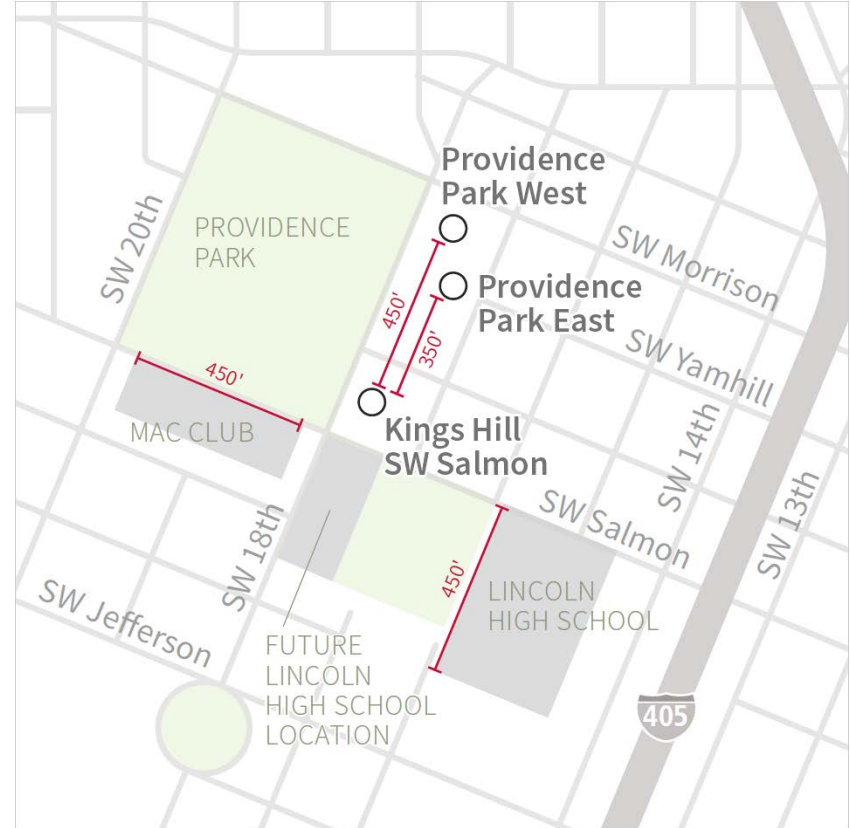 Providence
Park West
SW 20th
PROVIDENCE
PARK
SW Morrison
Providence
Park East
450'
350'
SW Yamhill
450'
MAC CLUB
Kings Hill
SW Salmon
SW 14th
SW 13th
SW Salmon
SW 18th
450'
LINCOLN
HIGH SCHOOL
SW Jefferson
FUTURE
LINCOLN
HIGH SCHOOL
LOCATION
405